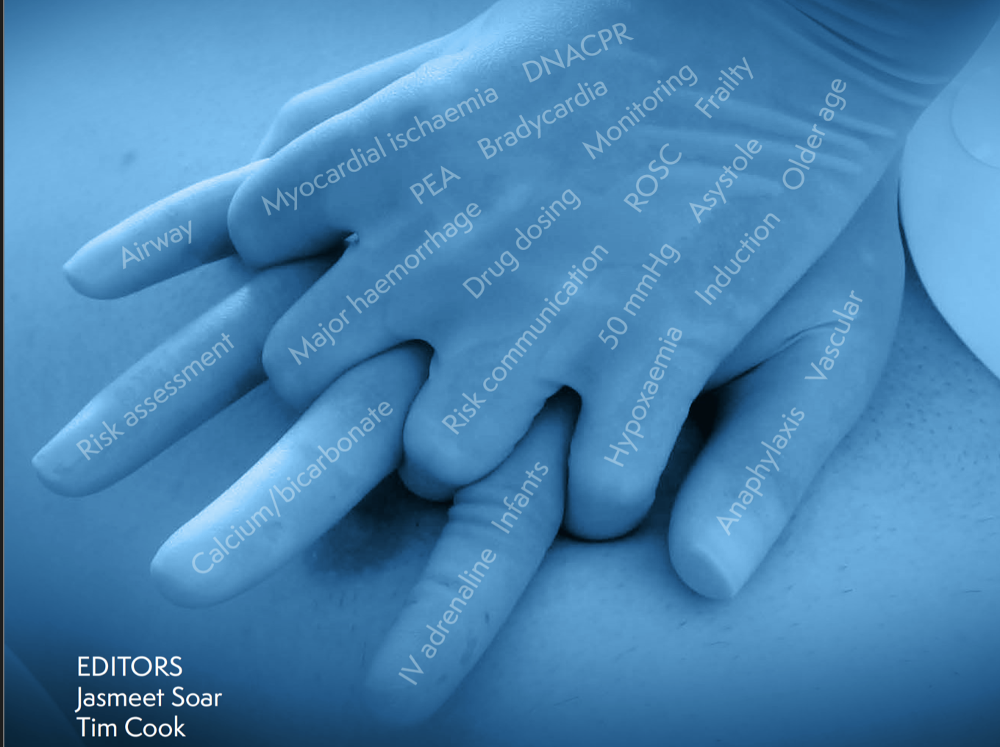 DNACPR
Myocardial ischaemia
Bradycardia
Monitoring
Frailty
Older age
PEA
ROSC
Asystole
Airway
Major haemorrhage
Drug dosing
Induction
Risk communication
50 mmHg
Vascular
Risk assessment
Hypoxaemia
Calcium/bicarbonate
Anaphylaxis
Infants
IV adrenaline
EDITORS
Jasmeet Soar
Tim Cook